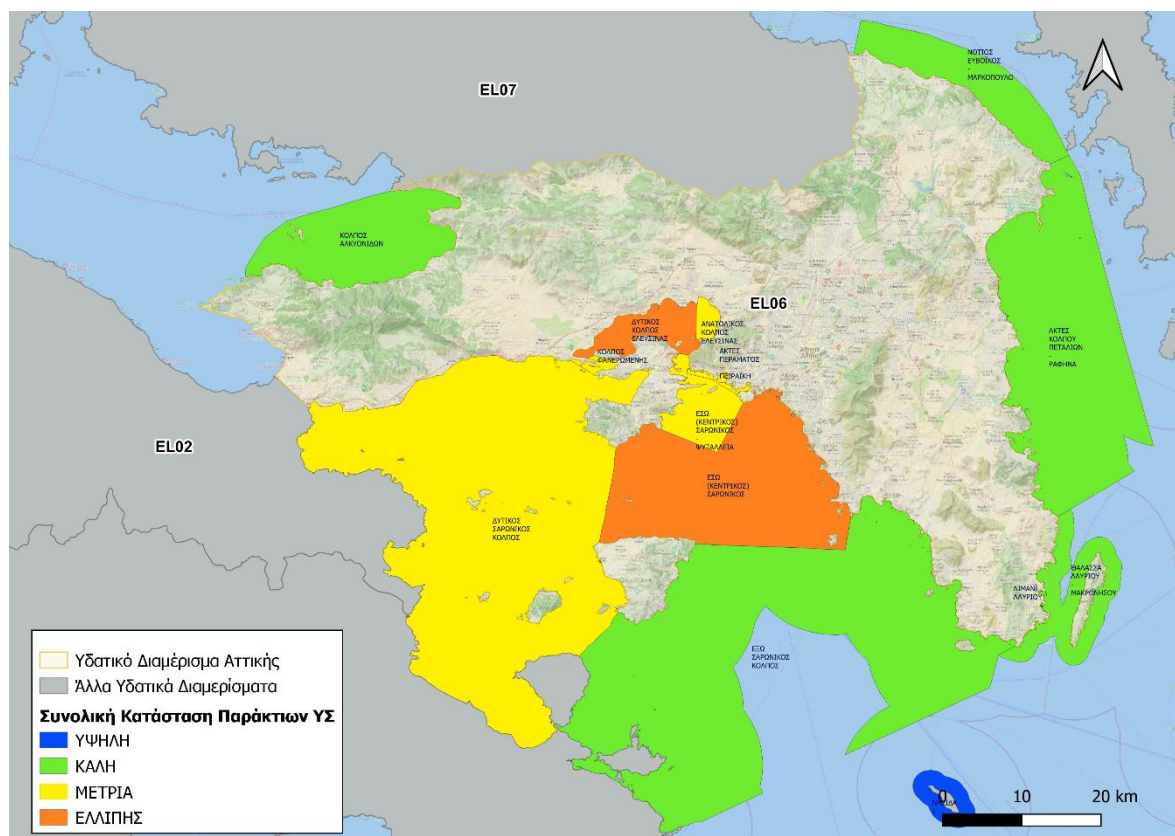 ΝΟΤΙΟΣ
ΕΥΒΟΪΚΟΣ
-
ΜΑΡΚΟΠΟΥΛΟ
EL07
ΚΟΛΠΟΣ
ΑΛΚΥΟΝΙΔΩΝ
EL06
ΔΥΤΙΚΟΣ
ΚΟΛΠΟΣ
ΕΛΕΥΣΙΝΑΣ
ΑΝΑΤΟΛΙΚΟΣ
ΚΟΛΠΟΣ
ΕΛΕΥΣΙΝΑΣ
ΚΟΛΠΟΣ
ΦΑΝΕΡΩΜΕΝΗΣ
ΑΚΤΕΣ
ΠΕΡΑΜΑΤΟΣ
-
ΠΕΙΡΑΪΚΗ
ΑΚΤΕΣ
ΚΟΛΠΟΥ
ΠΕΤΑΛΙΩΝ
-
ΡΑΦΗΝΑ
EL02
ΕΣΩ
(ΚΕΝΤΡΙΚΟΣ)
ΣΑΡΩΝΙΚΟΣ
-
ΨΥΤΑΛΛΕΙΑ
ΕΣΩ
(ΚΕΝΤΡΙΚΟΣ)
ΣΑΡΩΝΙΚΟΣ
ΔΥΤΙΚΟΣ
ΣΑΡΩΝΙΚΟΣ
ΚΟΛΠΟΣ
ΛΙΜΑΝΙ
ΛΑΥΡΙΟΥ
ΘΑΛΑΣΣΑ
ΛΑΥΡΙΟΥ
-
ΜΑΚΡΟΝΗΣΟΥ
ΕΞΩ
ΣΑΡΩΝΙΚΟΣ
ΚΟΛΠΟΣ
Υδατικό Διαμέρισμα Αττικής
Άλλα Υδατικά Διαμερίσματα
Συνολική Κατάσταση Παράκτιων ΥΣ
ΥΨΗΛΗ
ΚΑΛΗ
ΜΕΤΡΙΑ
ΕΛΛΙΠΗΣ
0 10 20 km